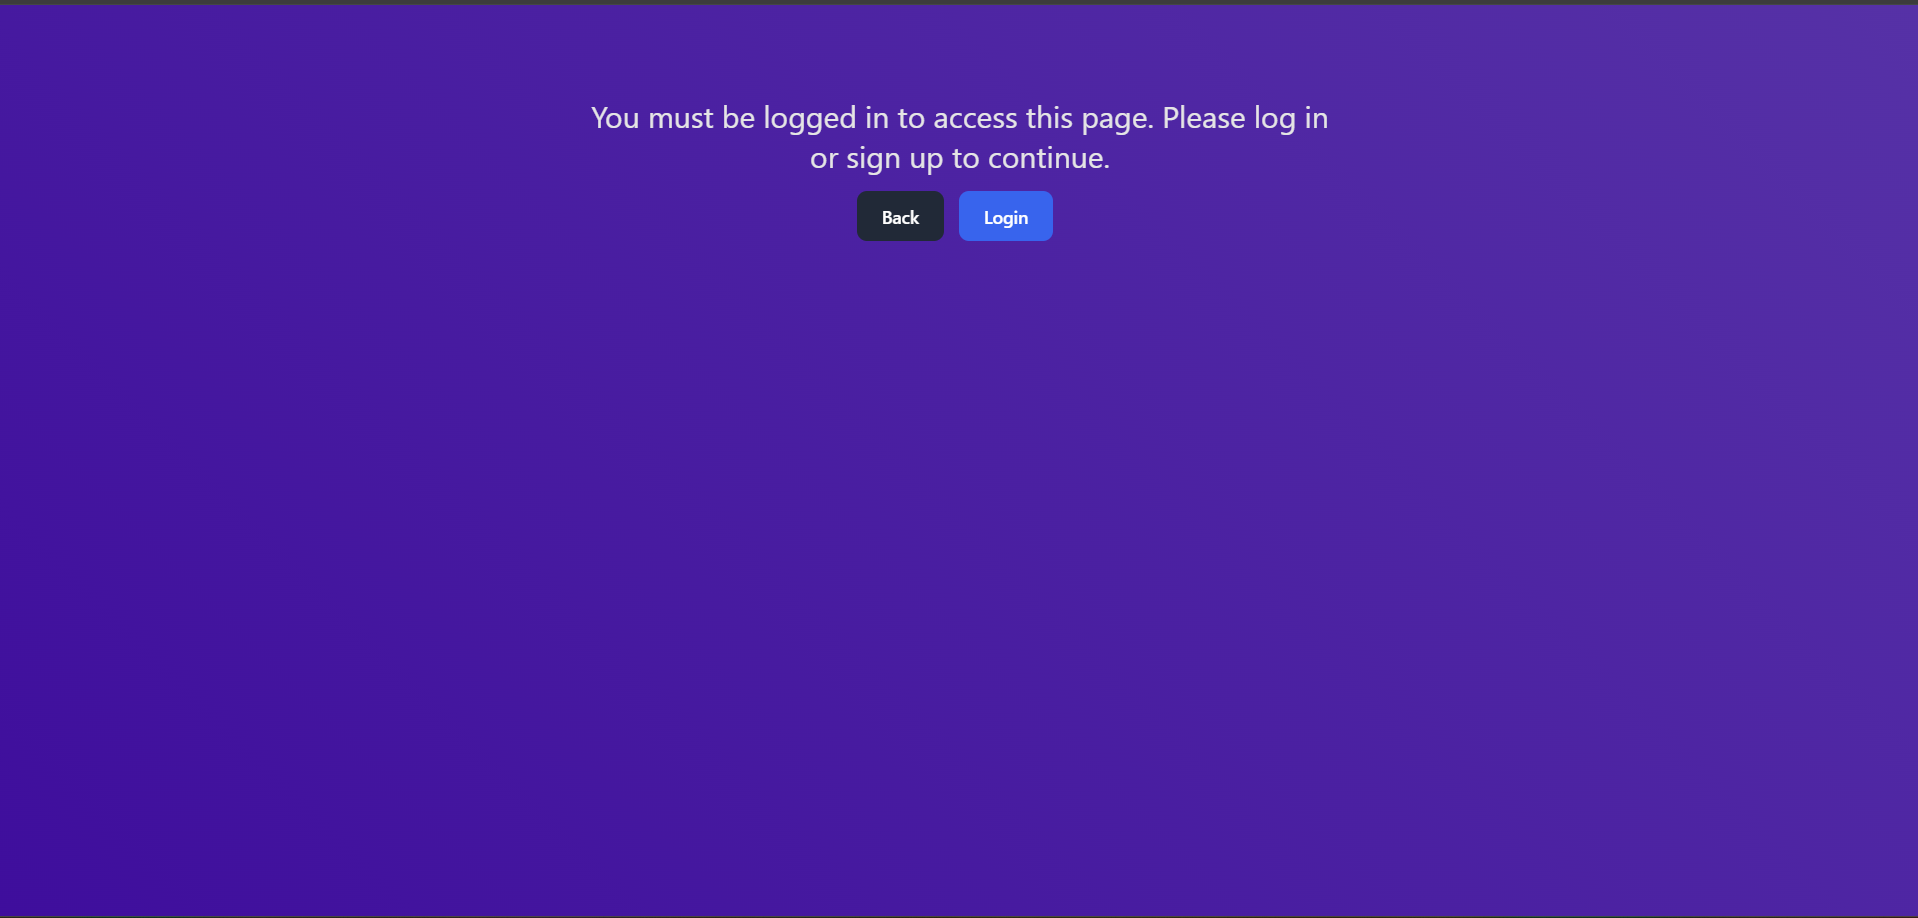 You must be logged in to access this page. Please log in
or sign up to continue.
Back
Login